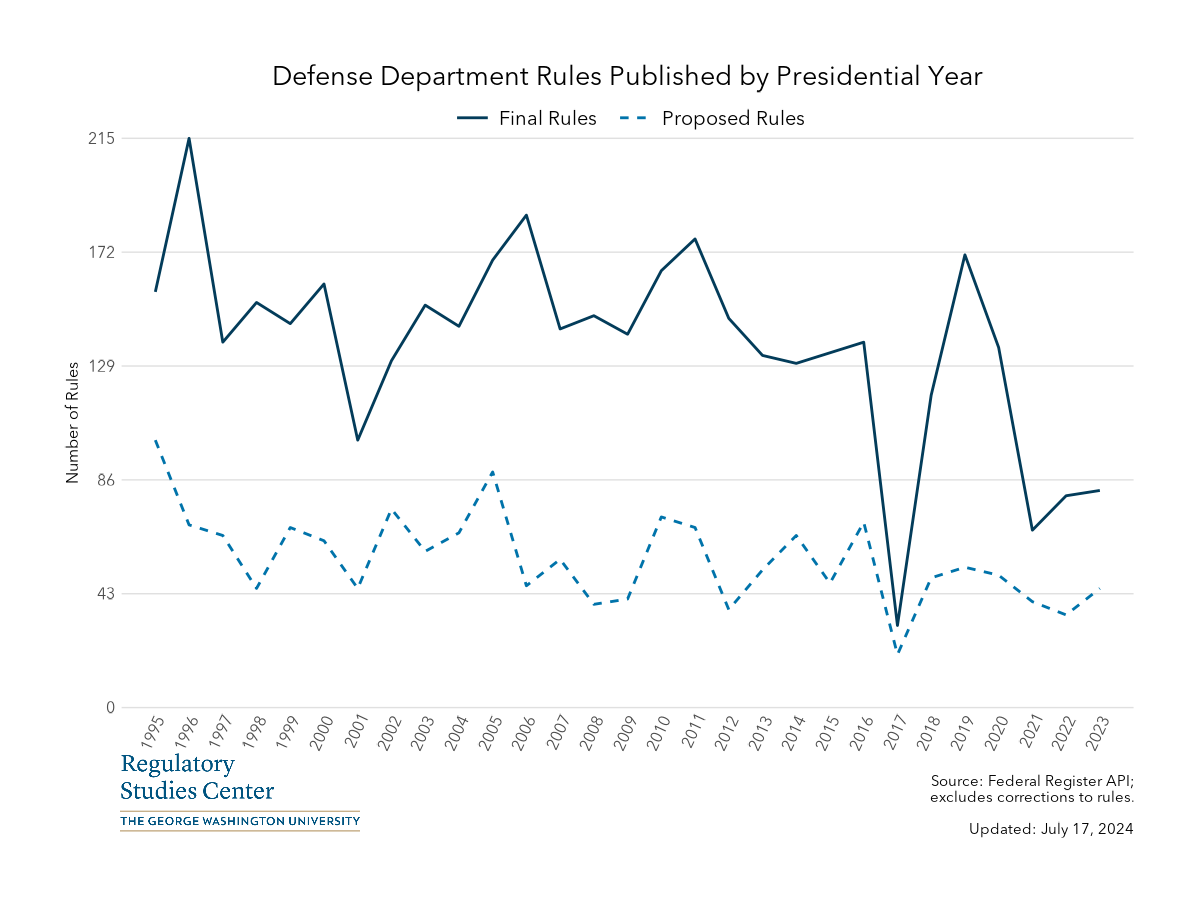 Defense Department Rules Published by Presidential Year
Final Rules Proposed Rules
215
172
129
86
43
0
Number of Rules
1995 1996 1997 1998 1999 2000 2001 2002 2003 2004 2005 2006 2007 2008 2009 2010 2011 2012 2013 2014 2015 2016 2017 2018 2019 2020 2021 2022 2023
Regulatory
Studies Center
THE GEORGE WASHINGTON UNIVERSITY
Source: Federal Register API;
excludes corrections to rules.
Updated: July 17, 2024